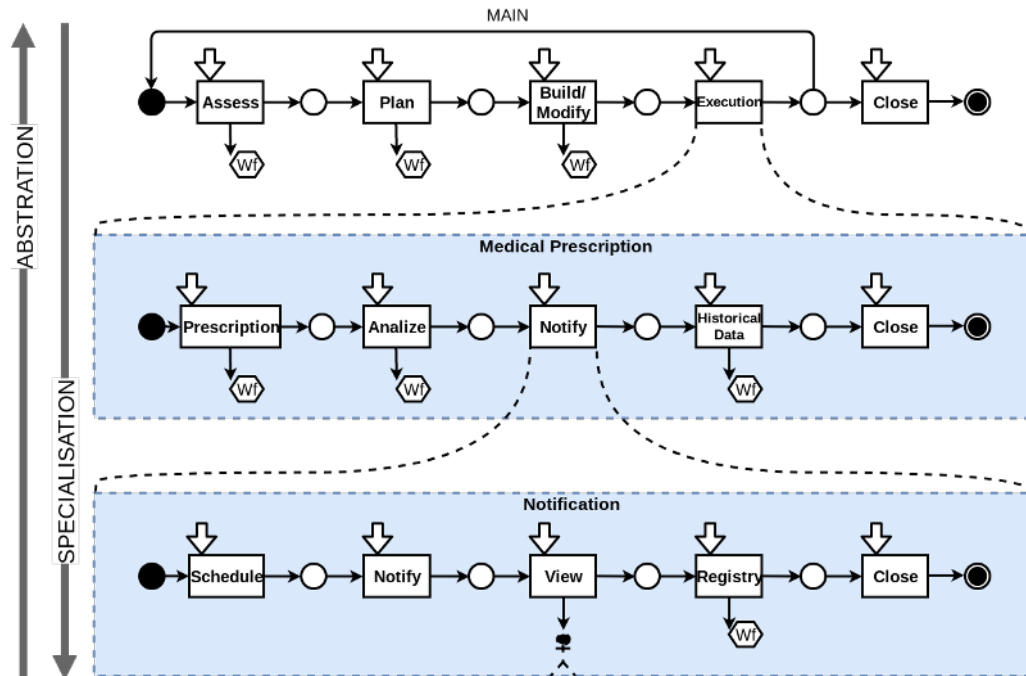 MAIN
Assess
Plan
Build/
Modify
Execution
Close
Wf
Wf
Wf
ABSTRATION
SPECIALISATION
Medical Prescription
Prescription
Analize
Notify
Historical
Data
Close
Wf
Wf
Wf
Notification
Schedule
Notify
View
Registry
Close
Wf